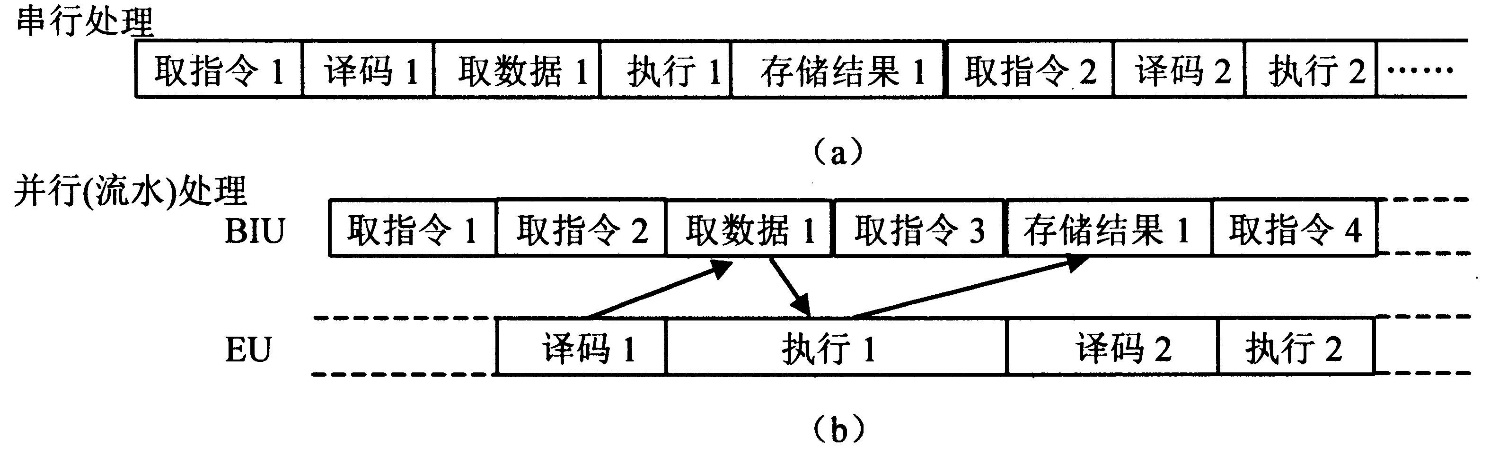 串行处理
取指令 1 译码 1 取数据 1 执行 1 存储结果 1 取指令 2 译码 2 执行 2 ……
（a）
并行(流水)处理
BIU 取指令 1 取指令 2 取数据 1 取指令 3 存储结果 1 取指令 4
EU 译码 1 执行 1 译码 2 执行 2
（b）